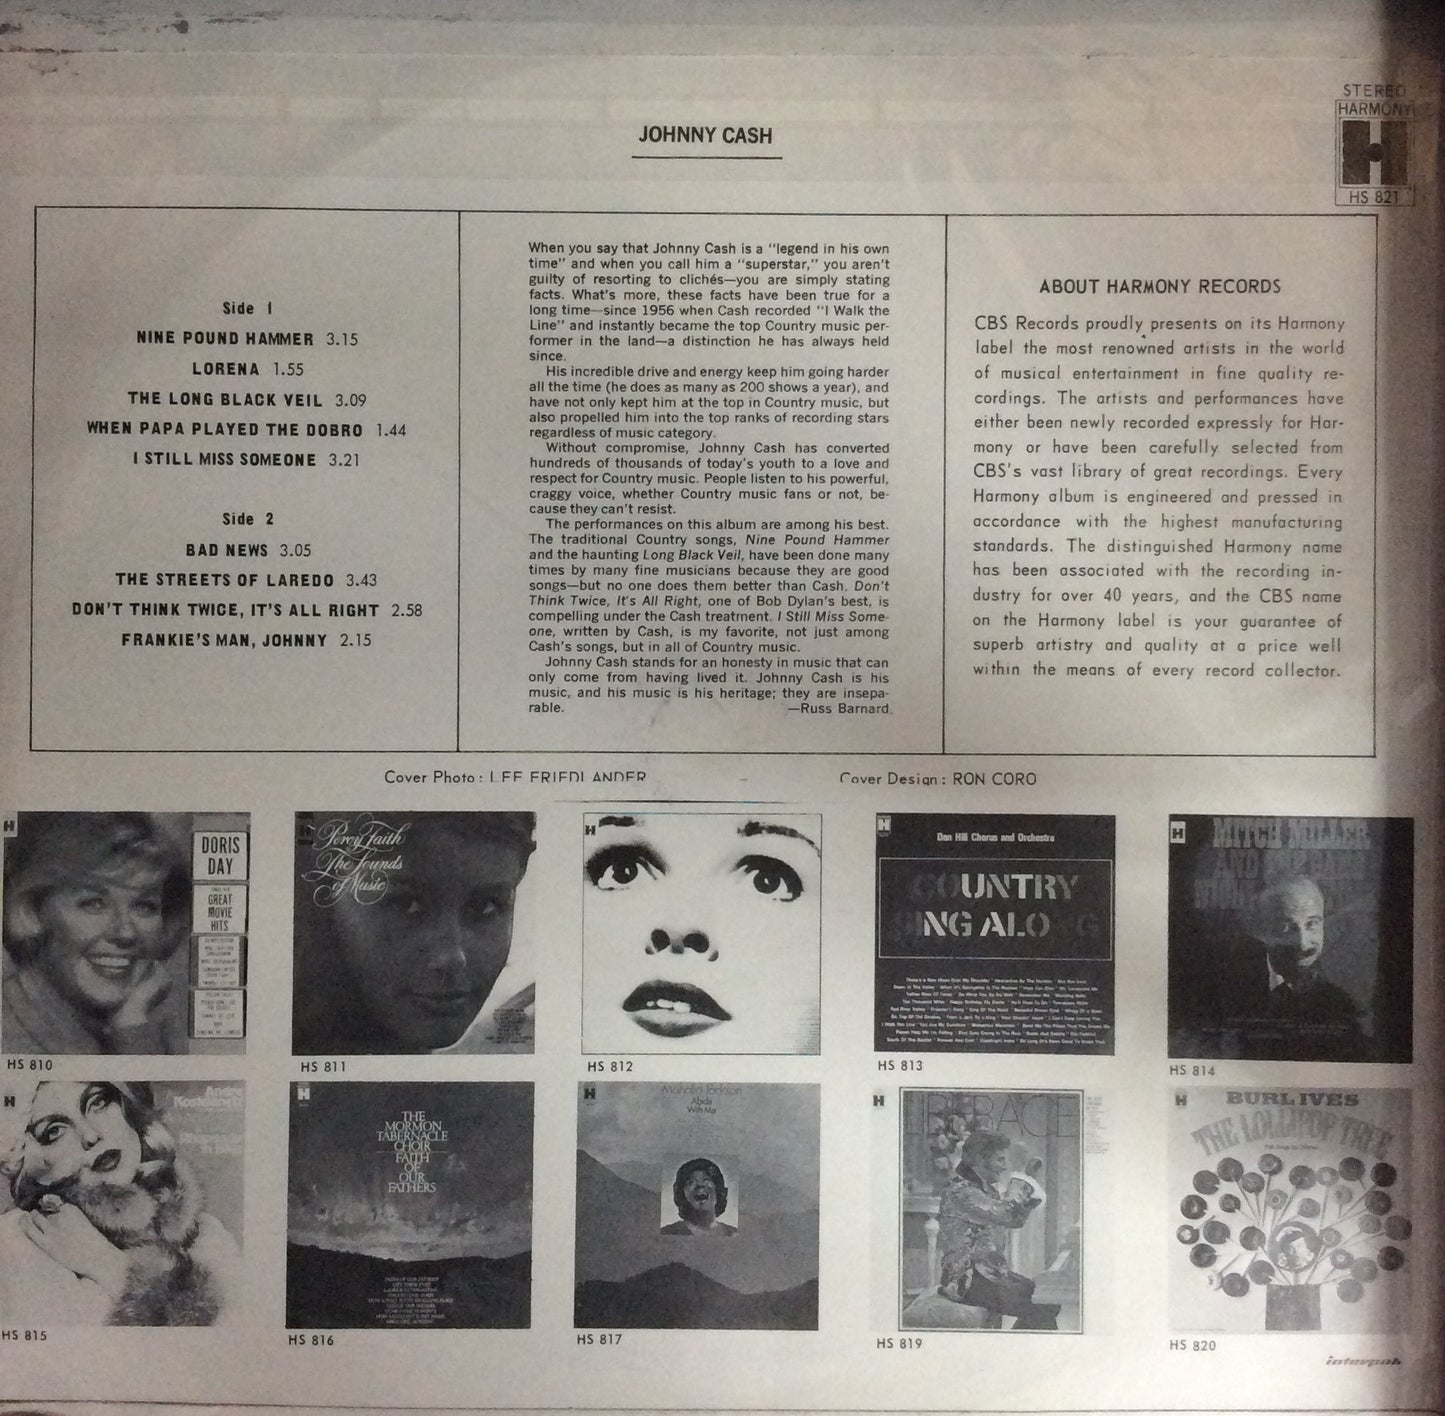 STEREO
HARMONY
H
HS 821
JOHNNY CASH
Side 1
NINE POUND HAMMER 3.15
LORENA 1.55
THE LONG BLACK VEIL 3.09
WHEN PAPA PLAYED THE DOBRO 1.44
I STILL MISS SOMEONE 3.21
Side 2
BAD NEWS 3.05
THE STREETS OF LAREDO 3.43
DON'T THINK TWICE, IT'S ALL RIGHT 2.58
FRANKIE'S MAN, JOHNNY 2.15
When you say that Johnny Cash is a "legend in his own
time" and when you call him a "superstar," you aren't
guilty of resorting to clichés—you are simply stating
facts. What's more, these facts have been true for a
long time—since 1956 when Cash recorded "I Walk the
Line" and instantly became the top Country music per-
former in the land—a distinction he has always held
since.
His incredible drive and energy keep him going harder
all the time (he does as many as 200 shows a year), and
have not only kept him at the top in Country music, but
also propelled him into the top ranks of recording stars
regardless of music category.
Without compromise, Johnny Cash has converted
hundreds of thousands of today's youth to a love and
respect for Country music. People listen to his powerful,
craggy voice, whether Country music fans or not, be-
cause they can't resist.
The performances on this album are among his best.
The traditional Country songs, Nine Pound Hammer
and the haunting Long Black Veil, have been done many
times by many fine musicians because they are good
songs—but no one does them better than Cash. Don't
Think Twice, It's All Right, one of Bob Dylan's best, is
compelling under the Cash treatment. I Still Miss Some-
one, written by Cash, is my favorite, not just among
Cash's songs, but in all of Country music.
Johnny Cash stands for an honesty in music that can
only come from having lived it. Johnny Cash is his
music, and his music is his heritage; they are insepa-
rable. —Russ Barnard
ABOUT HARMONY RECORDS
CBS Records proudly presents on its Harmony
label the most renowned artists in the world
of musical entertainment in fine quality re-
cordings. The artists and performances have
either been newly recorded expressly for Har-
mony or have been carefully selected from
CBS's vast library of great recordings. Every
Harmony album is engineered and pressed in
accordance with the highest manufacturing
standards. The distinguished Harmony name
has been associated with the recording in-
dustry for over 40 years, and the CBS name
on the Harmony label is your guarantee of
superb artistry and quality at a price well
within the means of every record collector.
Cover Photo: LEE FRIEDLANDER
Cover Design: RON CORO
H
DORIS
DAY
GREAT
MOVIE
HITS
HS 810
Percy Faith
The Sounds
of Music
HS 811
H
HS 812
H
Dan Hill Chorus and Orchestra
COUNTRY
SING ALONG
HS 813
H
MITCH MILLER
AND THE GANG
HS 814
H
Andre
Kostelanetz
HS 815
H
THE
MORMON
TABERNACLE
CHOIR
FAITH
OF
OUR
FATHERS
HS 816
H
Mahalia Jackson
Abide
With Me
HS 817
H
LIBERACE
HS 819
H
BURL IVES
THE LOLLIPOP TREE
HS 820
interpak